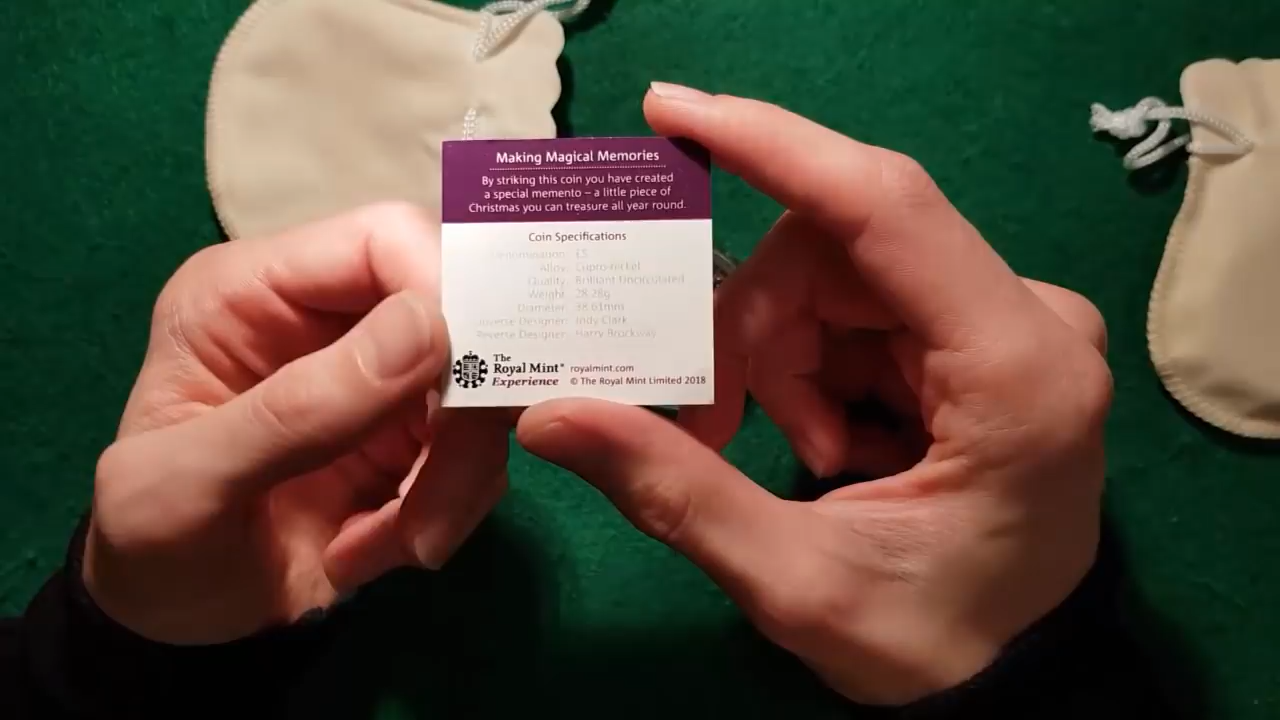 Making Magical Memories
By striking this coin you have created
a special memento – a little piece of
Christmas you can treasure all year round.
Coin Specifications
Denomination: £5
Alloy: Cupro-nickel
Quality: Brilliant Uncirculated
Weight: 28.28g
Diameter: 38.61mm
Designer: Jody Clark
Reverse Designer: Harry Brockway
The
Royal Mint®
Experience
royalmint.com
© The Royal Mint Limited 2018